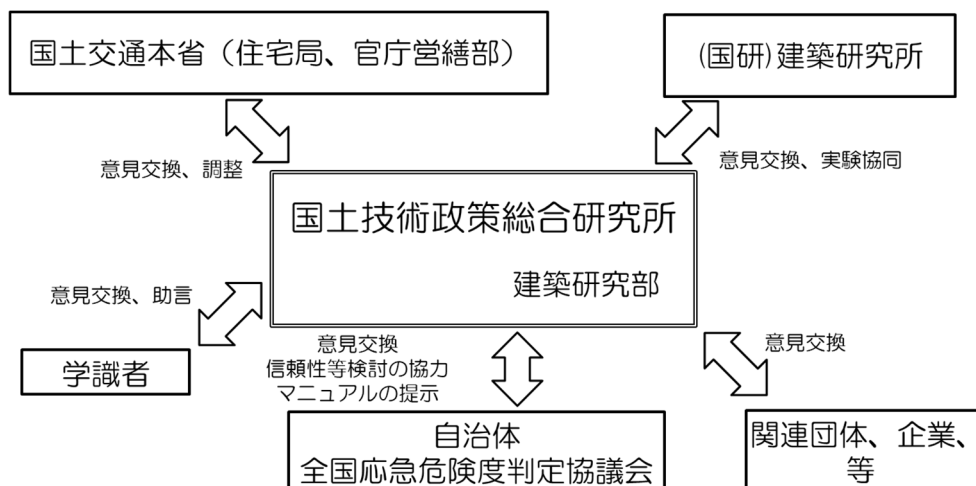 国土交通本省（住宅局、官庁営繕部）
(国研)建築研究所
意見交換、調整
意見交換、実験協同
国土技術政策総合研究所
建築研究部
意見交換、助言
学識者
意見交換
信頼性等検討の協力
マニュアルの提示
意見交換
自治体
全国応急危険度判定協議会
関連団体、企業、
等